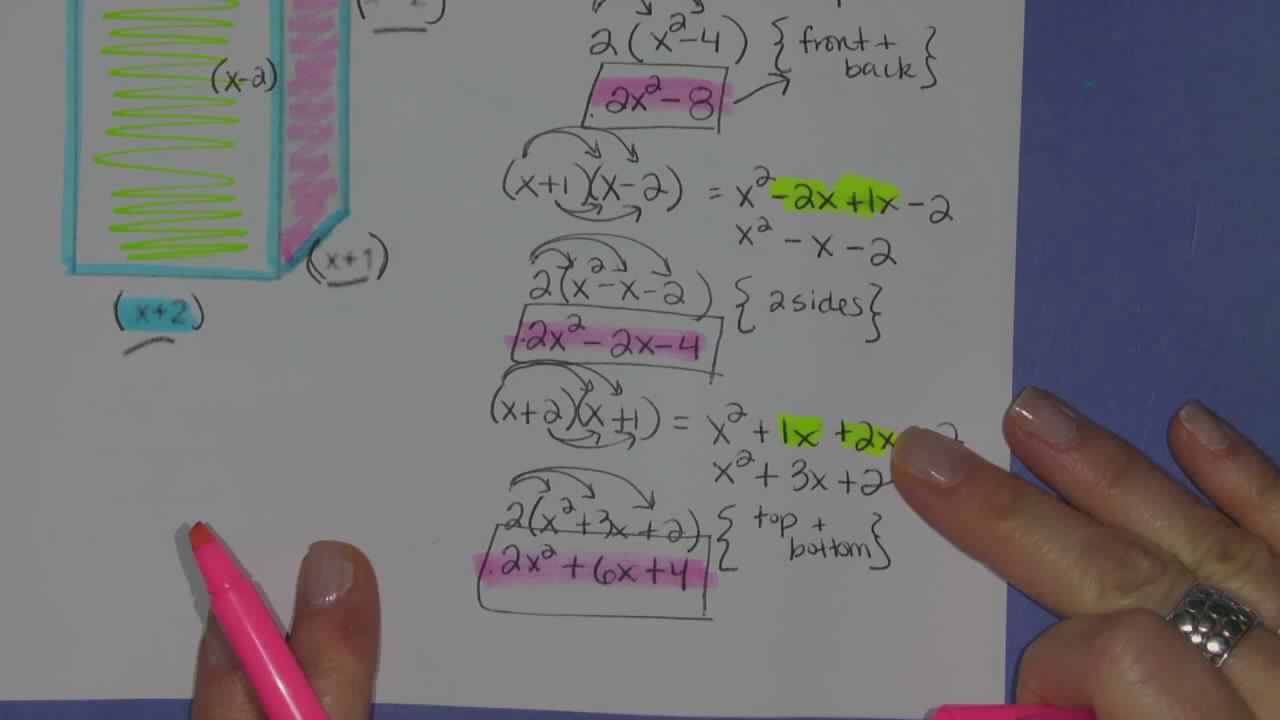 2(x²-4) {front +
back}
(x-2)
2x²-8
(x+1)(x-2) = x²-2x+1x-2
x²-x-2
2(x²-x-2) {2 sides}
(x+1)
(x+2)
2x²-2x-4
(x+2)(x+1) = x²+1x+2x
x²+3x+2
2(x²+3x+2) {top +
bottom}
2x²+6x+4